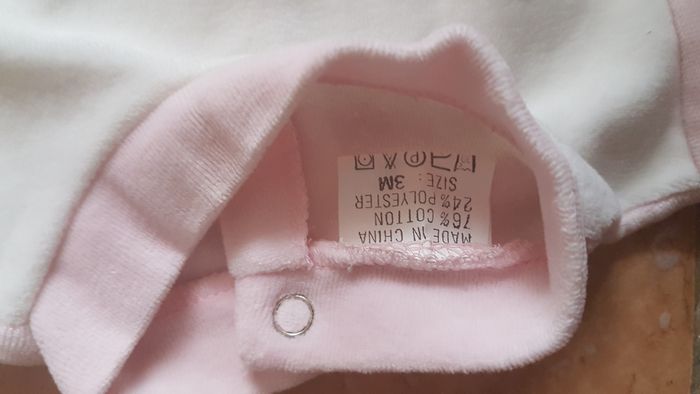 MADE IN CHINA
76% COTTON
24% POLYESTER
SIZE: 3M